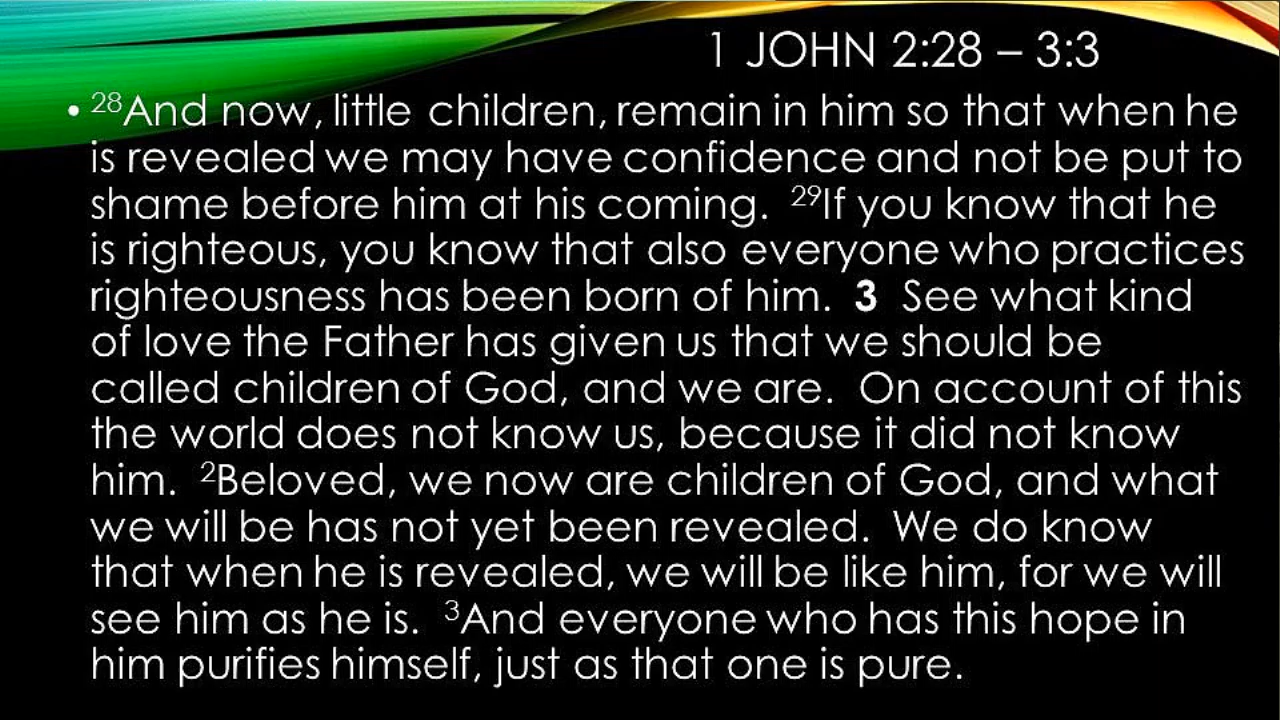 1 JOHN 2:28 – 3:3
• 28And now, little children, remain in him so that when he
is revealed we may have confidence and not be put to
shame before him at his coming. 29If you know that he
is righteous, you know that also everyone who practices
righteousness has been born of him. 3 See what kind
of love the Father has given us that we should be
called children of God, and we are. On account of this
the world does not know us, because it did not know
him. 2Beloved, we now are children of God, and what
we will be has not yet been revealed. We do know
that when he is revealed, we will be like him, for we will
see him as he is. 3And everyone who has this hope in
him purifies himself, just as that one is pure.